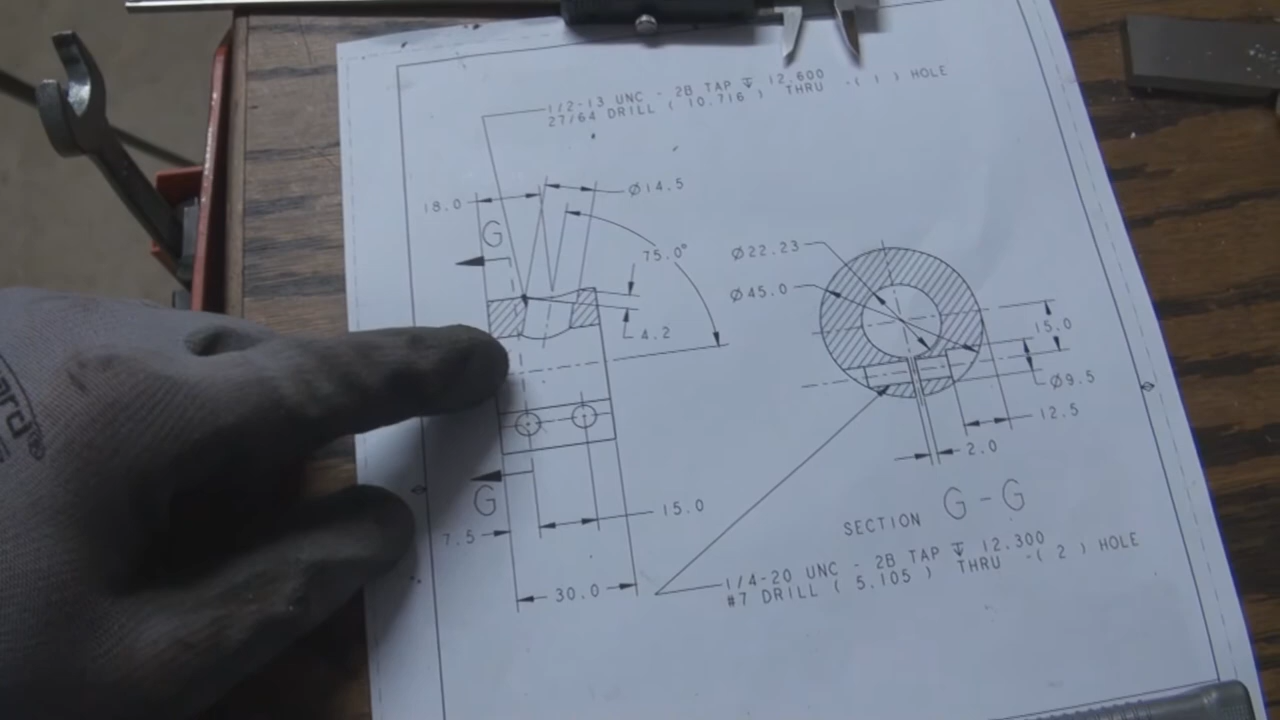 1/2-13 UNC - 2B TAP ↧ 12.600
27/64 DRILL ( 10.716 ) THRU -( 1 ) HOLE
18.0
Ø14.5
G
75.0°
4.2
G
7.5
15.0
30.0
Ø22.23
Ø45.0
15.0
Ø9.5
12.5
2.0
SECTION G-G
1/4-20 UNC - 2B TAP ↧ 12.300
#7 DRILL ( 5.105 ) THRU -( 2 ) HOLE
ard®